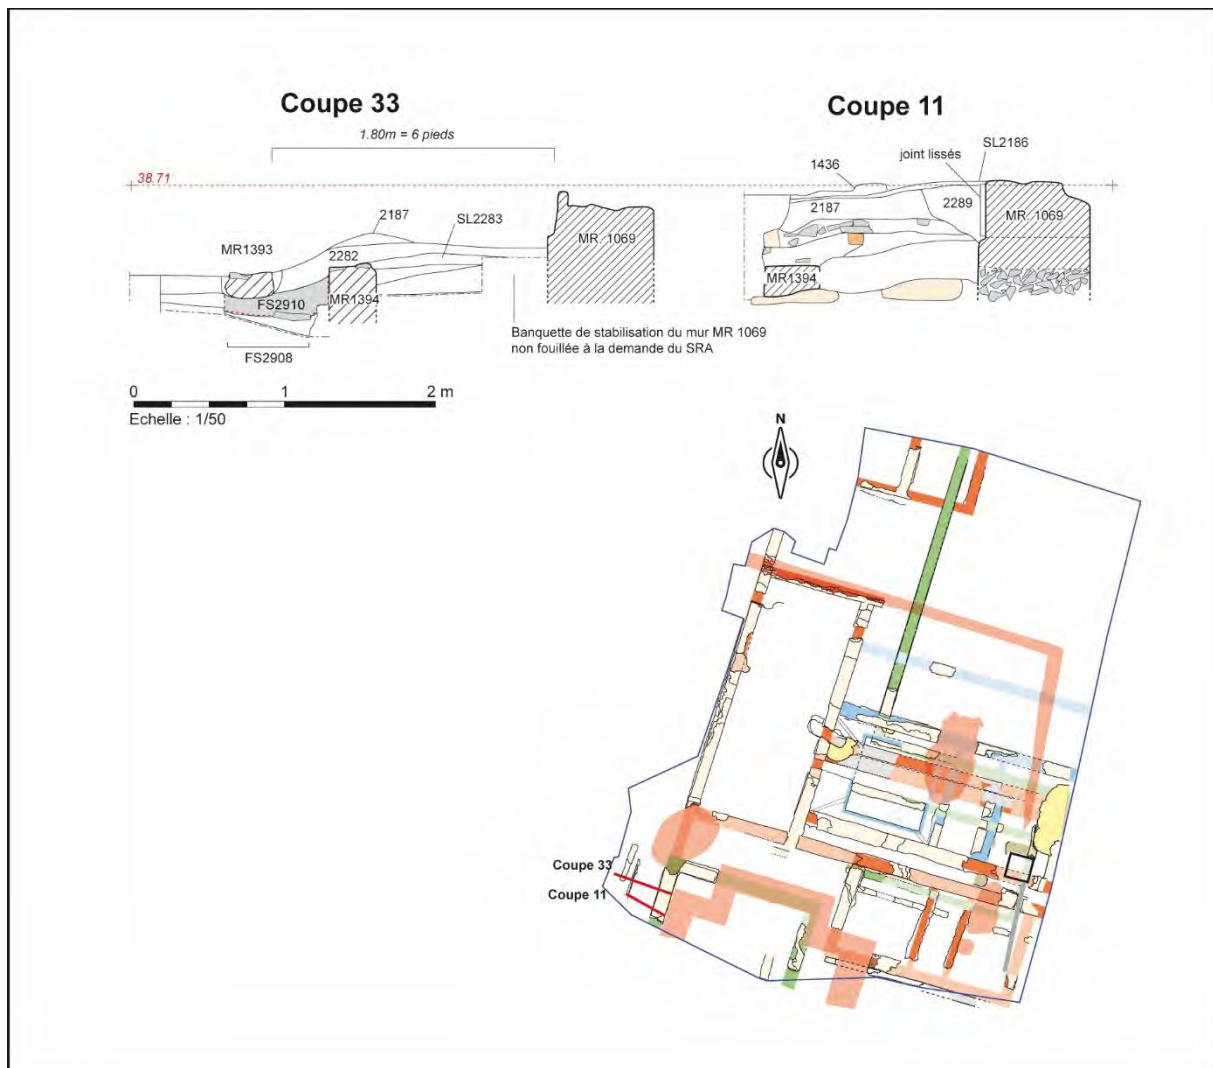 Coupe 33
1.80m = 6 pieds
38.71
2187
SL2283
MR1393
2282
MR. 1069
FS2910
MR1394
FS2908
Banquette de stabilisation du mur MR 1069
non fouillée à la demande du SRA
0 1 2 m
Echelle : 1/50
Coupe 11
SL2186
joint lissés
1436
2187
2289
MR. 1069
MR1394
N
Coupe 33
Coupe 11